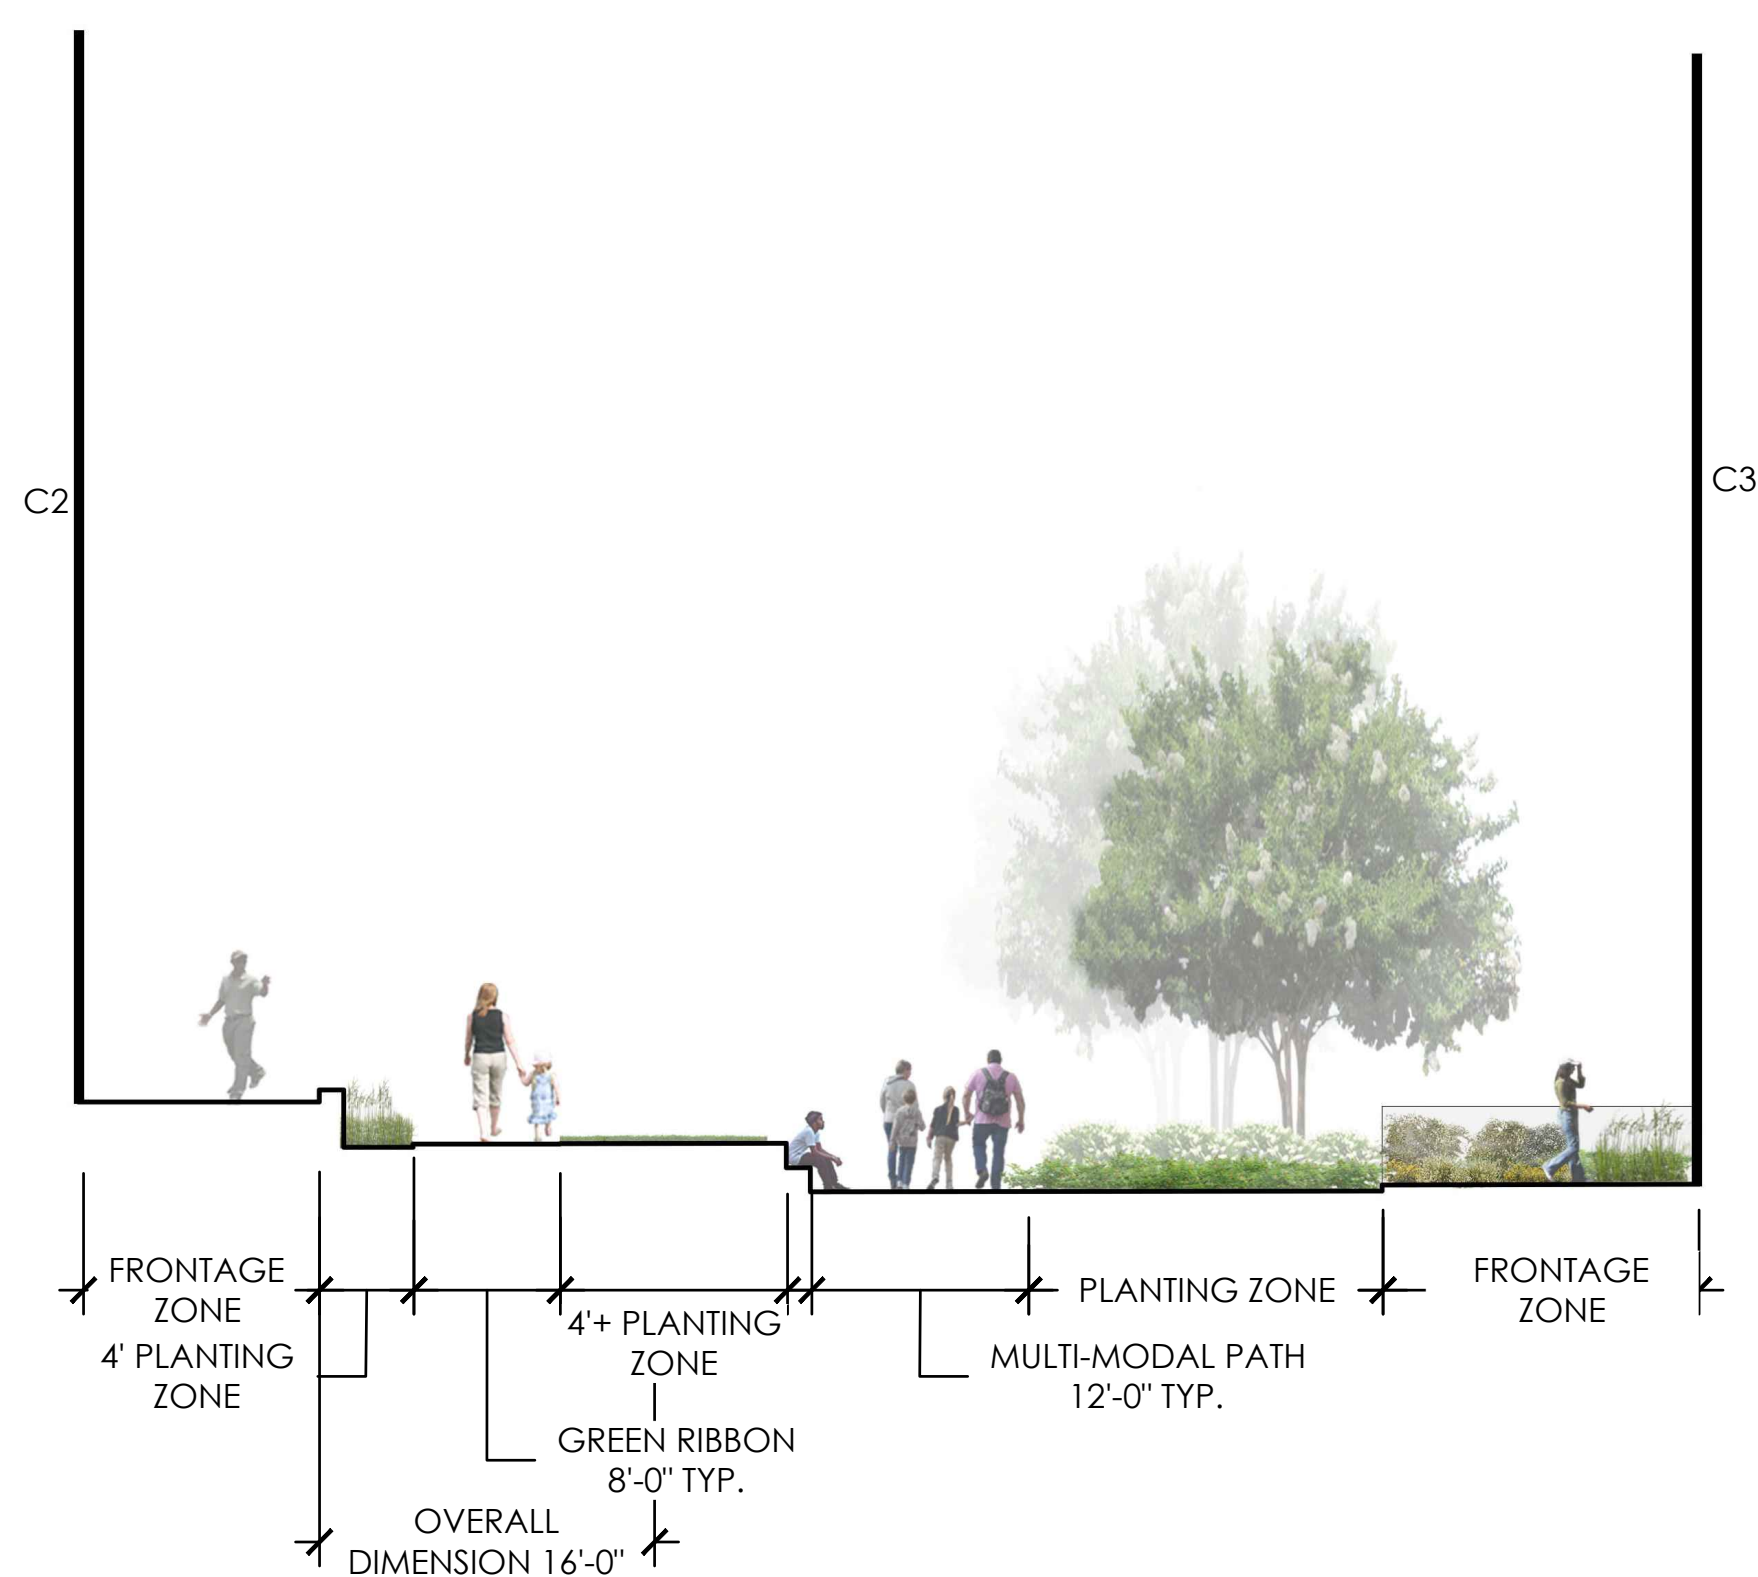 C2
C3
FRONTAGE
ZONE
4' PLANTING
ZONE
4'+ PLANTING
ZONE
GREEN RIBBON
8'-0" TYP.
OVERALL
DIMENSION 16'-0"
MULTI-MODAL PATH
12'-0" TYP.
PLANTING ZONE
FRONTAGE
ZONE